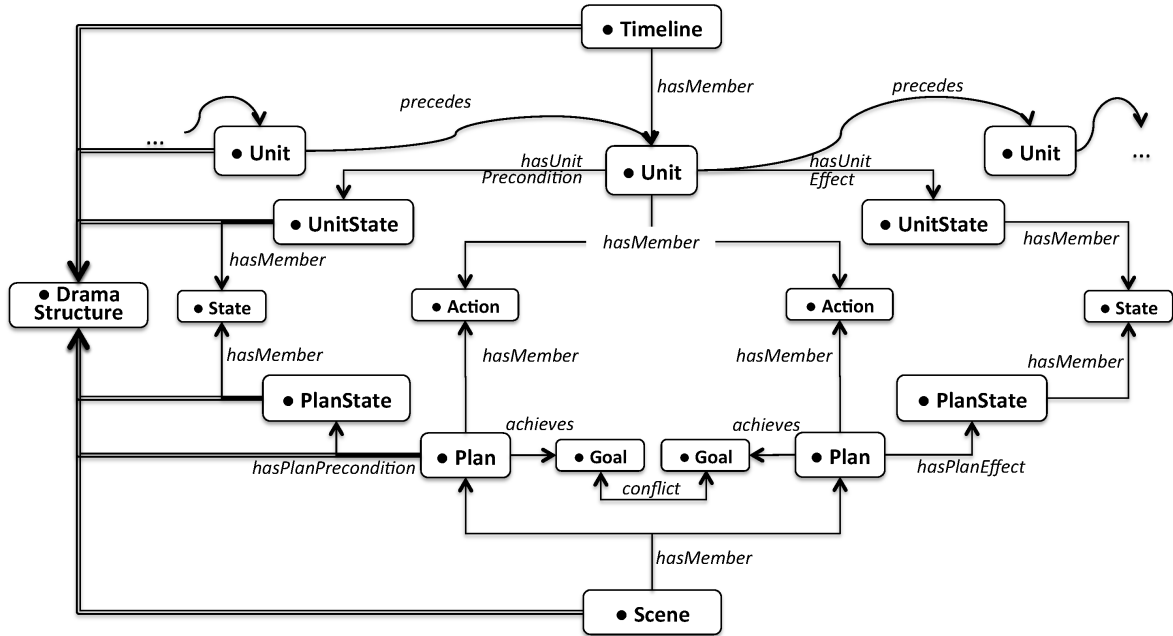 ● Timeline
hasMember
precedes
precedes
...
● Unit
● Unit
● Unit
...
hasUnit
Precondition
hasUnit
Effect
● UnitState
● UnitState
hasMember
hasMember
hasMember
● Drama
Structure
● State
● Action
● Action
● State
hasMember
hasMember
hasMember
hasMember
● PlanState
● PlanState
achieves
achieves
● Plan
● Goal
● Goal
● Plan
hasPlanPrecondition
hasPlanEffect
conflict
hasMember
● Scene